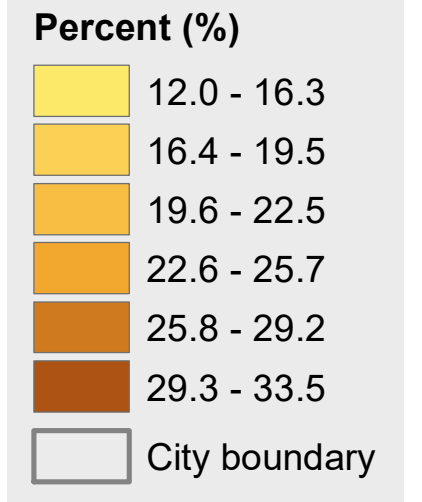 Percent (%)
12.0 - 16.3
16.4 - 19.5
19.6 - 22.5
22.6 - 25.7
25.8 - 29.2
29.3 - 33.5
City boundary